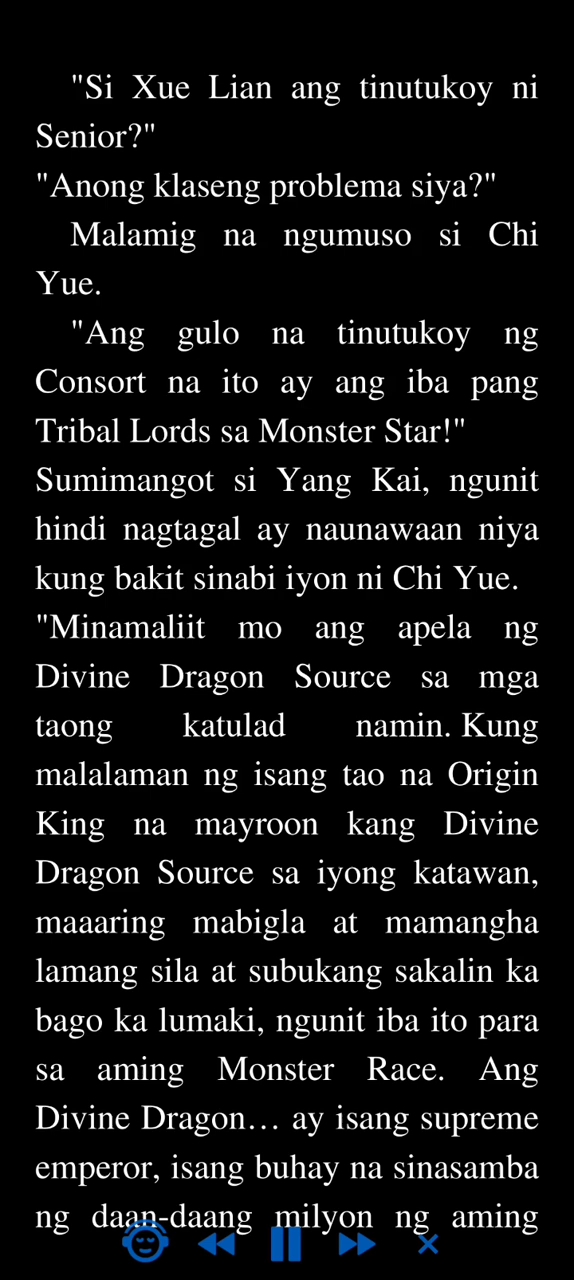 "Si Xue Lian ang tinutukoy ni
Senior?"
"Anong klaseng problema siya?"
Malamig na ngumuso si Chi
Yue.
"Ang gulo na tinutukoy ng
Consort na ito ay ang iba pang
Tribal Lords sa Monster Star!"
Sumimangot si Yang Kai, ngunit
hindi nagtagal ay naunawaan niya
kung bakit sinabi iyon ni Chi Yue.
"Minamaliit mo ang apela ng
Divine Dragon Source sa mga
taong katulad namin. Kung
malalaman ng isang tao na Origin
King na mayroon kang Divine
Dragon Source sa iyong katawan,
maaaring mabigla at mamangha
lamang sila at subukang sakalin ka
bago ka lumaki, ngunit iba ito para
sa aming Monster Race. Ang
Divine Dragon… ay isang supreme
emperor, isang buhay na sinasamba
ng daan-daang milyon ng aming